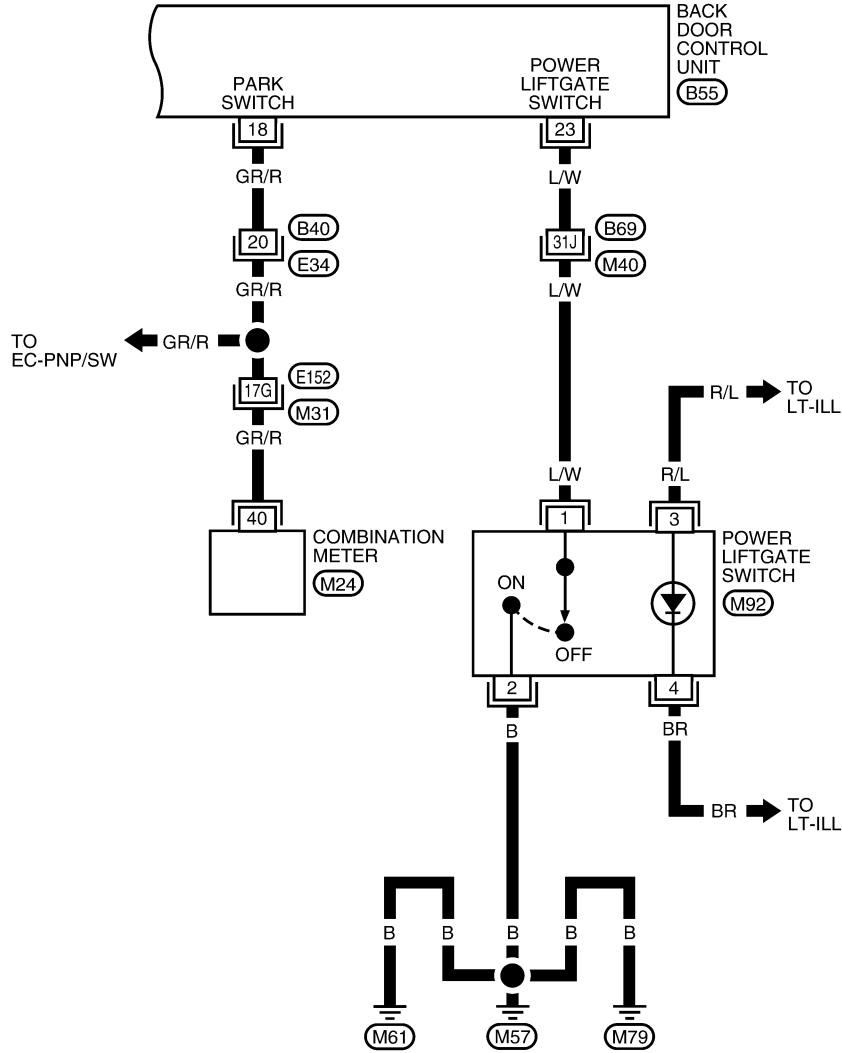 BACK
DOOR
CONTROL
UNIT
B55
PARK
SWITCH
POWER
LIFTGATE
SWITCH
18
23
GR/R
L/W
20
B40
E34
31J
B69
M40
GR/R
L/W
TO
EC-PNP/SW
GR/R
17G
E152
M31
R/L
TO
LT-ILL
GR/R
L/W
R/L
40
1
3
COMBINATION
METER
M24
POWER
LIFTGATE
SWITCH
M92
ON
OFF
2
4
B
BR
BR
TO
LT-ILL
B
B
B
B
B
M61
M57
M79